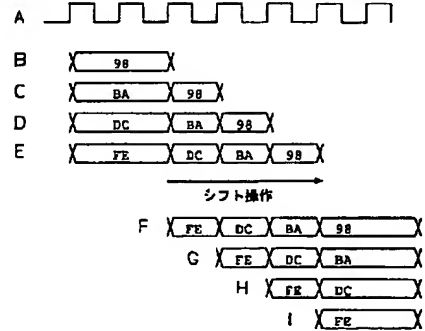 A
B 98
C BA 98
D DC BA 98
E FE DC BA 98
シフト操作
F FE DC BA 98
G FE DC BA
H FE DC
I FE